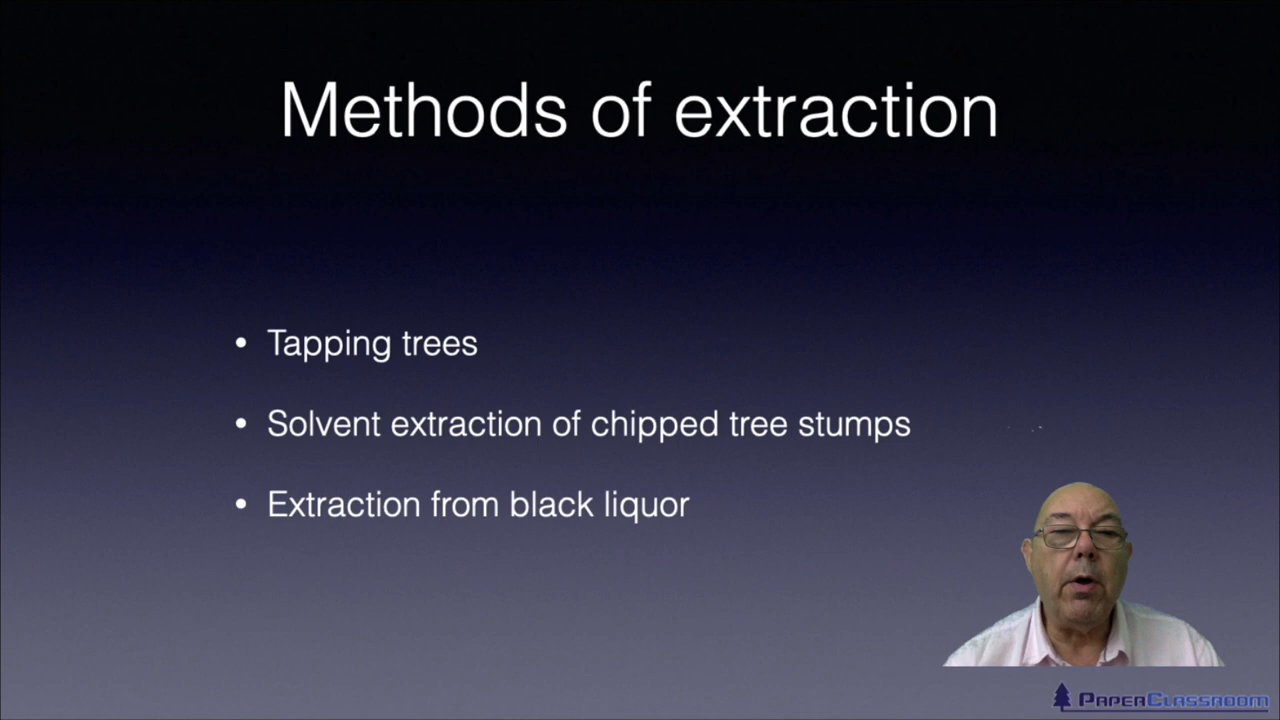 Methods of extraction
• Tapping trees
• Solvent extraction of chipped tree stumps
• Extraction from black liquor
PAPERCLASSROOM